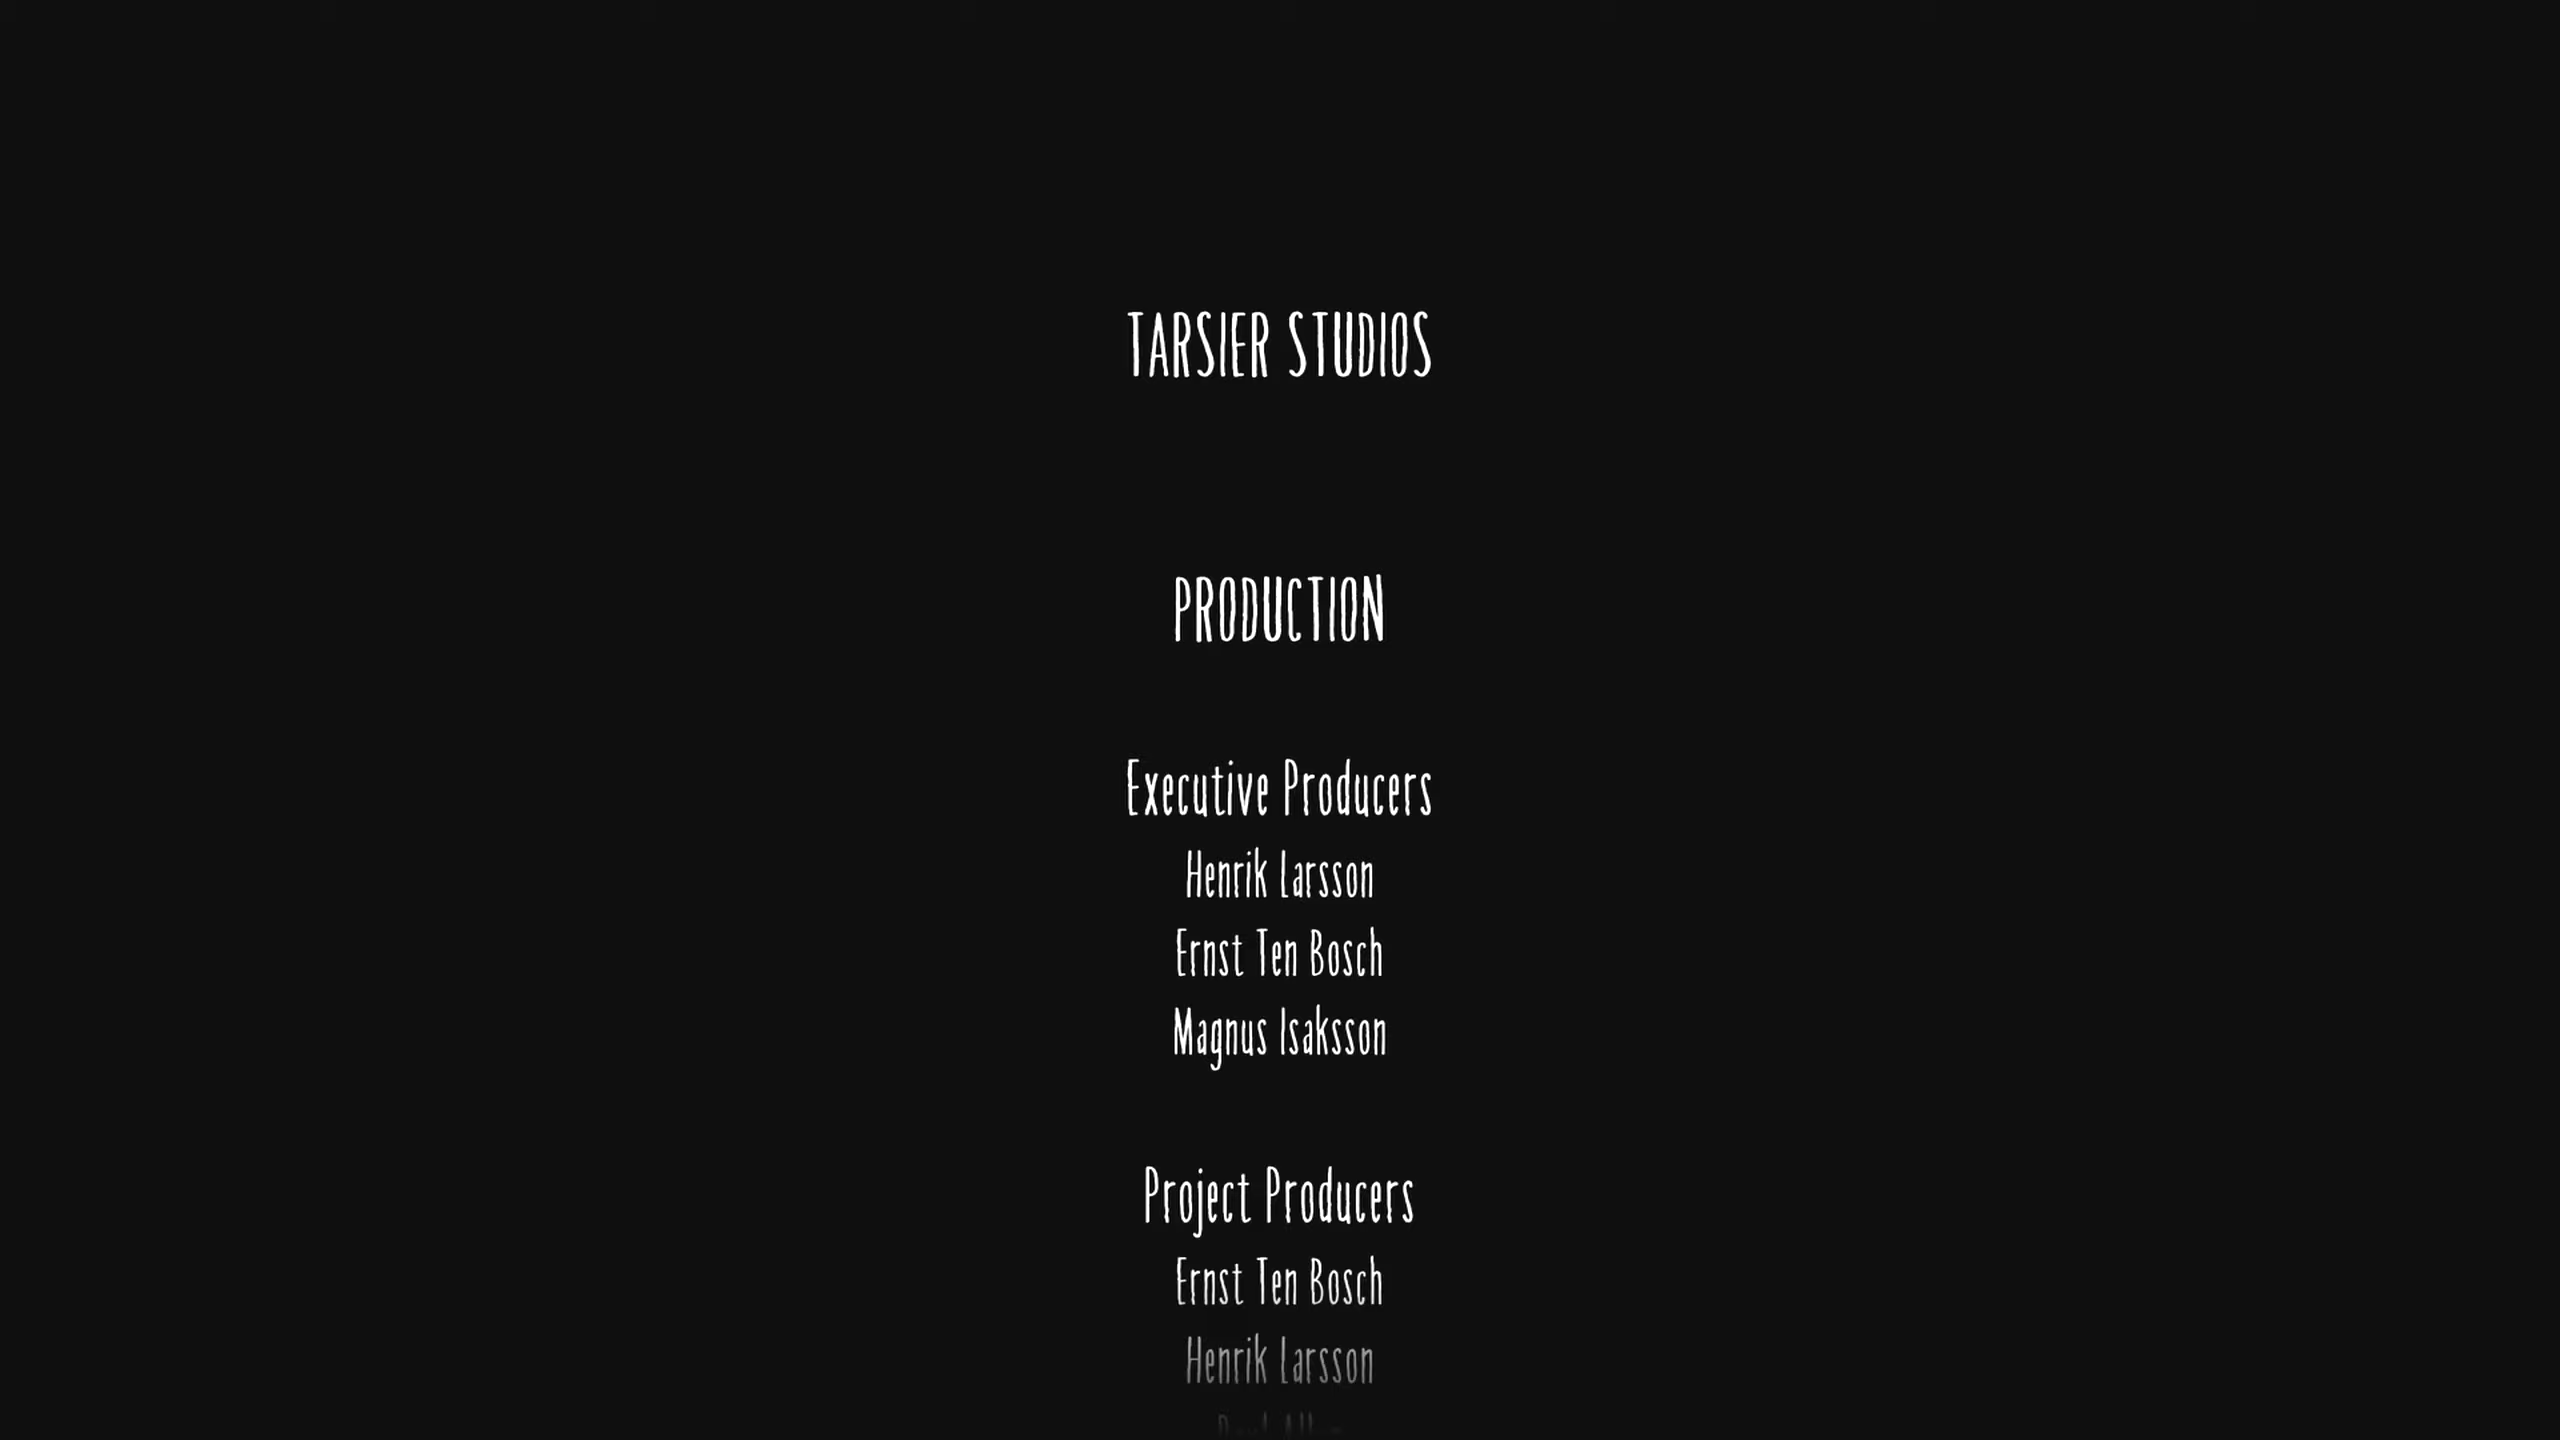 TARSIER STUDIOS
PRODUCTION
Executive Producers
Henrik Larsson
Ernst Ten Bosch
Magnus Isaksson
Project Producers
Ernst Ten Bosch
Henrik Larsson